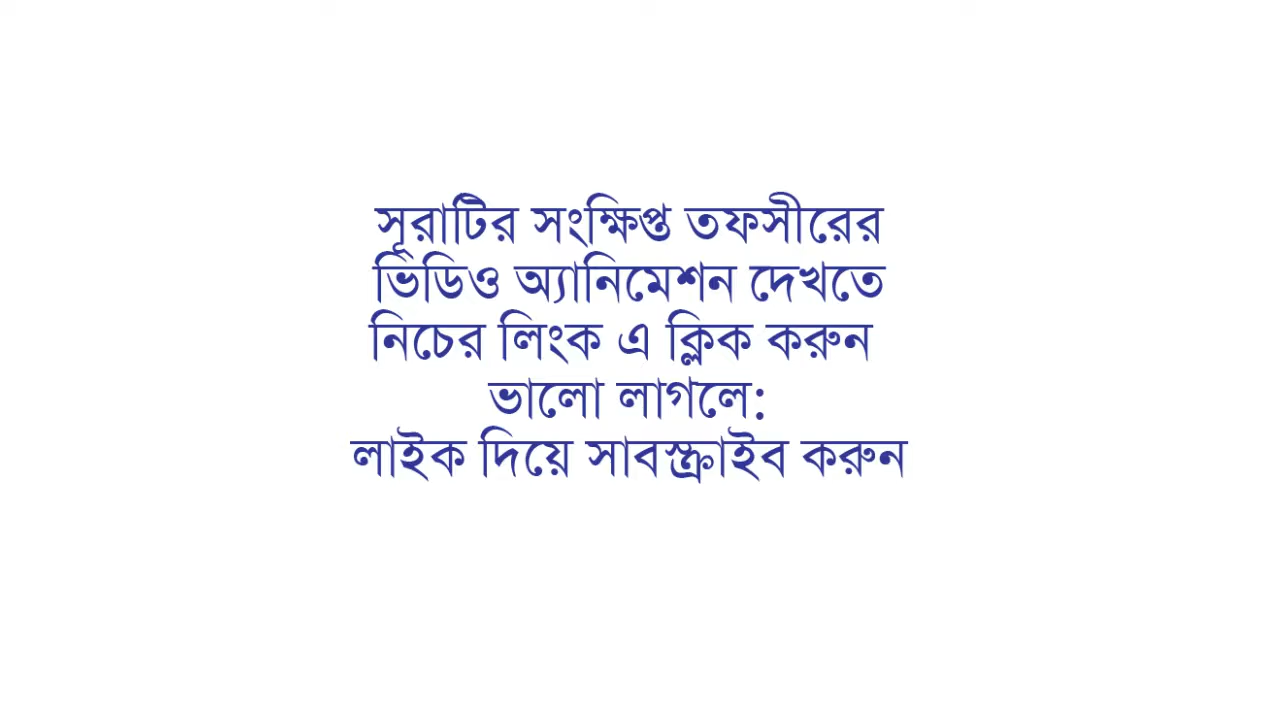 সূরাটির সংক্ষিপ্ত তফসীরের
ভিডিও অ্যানিমেশন দেখতে
নিচের লিংক এ ক্লিক করুন
ভালো লাগলে:
লাইক দিয়ে সাবস্ক্রাইব করুন